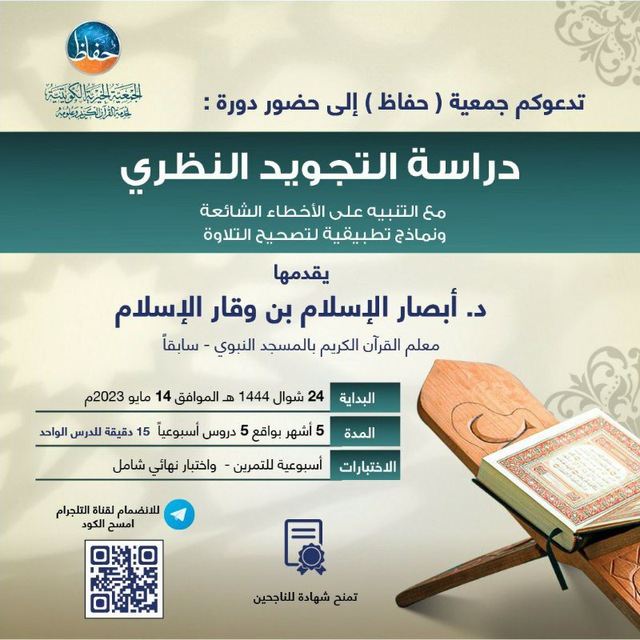 حفاظ
الجمعية الخيرية الكويتية
لخدمة القرآن الكريم وعلومه
تدعوكم جمعية ( حفاظ ) إلى حضور دورة :
دراسة التجويد النظري
مع التنبيه على الأخطاء الشائعة
ونماذج تطبيقية لتصحيح التلاوة
يقدمها
د. أبصار الإسلام بن وقار الإسلام
معلم القرآن الكريم بالمسجد النبوي - سابقاً
البداية 24 شوال 1444 هـ الموافق 14 مايو 2023م
المدة 5 أشهر بواقع 5 دروس أسبوعياً 15 دقيقة للدرس الواحد
الاختبارات أسبوعية للتمرين - واختبار نهائي شامل
للانضمام لقناة التلجرام
امسح الكود
تمنح شهادة للناجحين